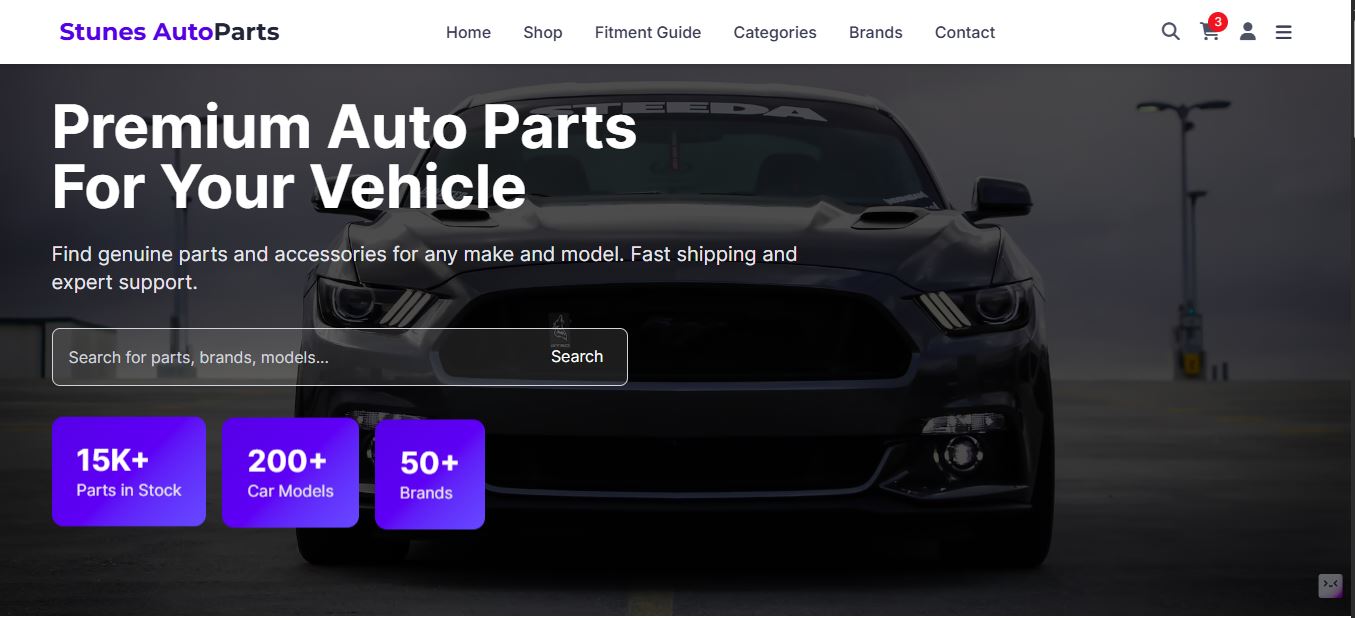 Stunes AutoParts
Home Shop Fitment Guide Categories Brands Contact
3
STEEDA
Premium Auto Parts
For Your Vehicle
Find genuine parts and accessories for any make and model. Fast shipping and
expert support.
Search for parts, brands, models...
Search
15K+ 200+ 50+
Parts in Stock Car Models Brands